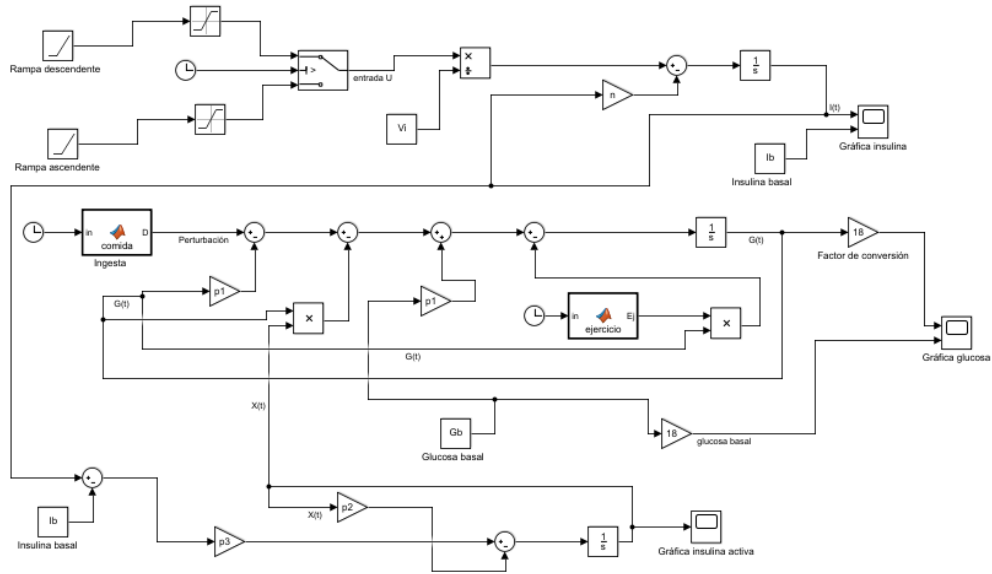 Rampa descendente
entrada U
×
÷
1
s
n
I(t)
Vi
Gráfica insulina
Ib
Insulina basal
Rampa ascendente
in
comida
D
Ingesta
Perturbación
1
s
G(t)
18
Factor de conversión
p1
G(t)
×
p1
in
ejercicio
Ej
×
G(t)
Gráfica glucosa
X(t)
Gb
Glucosa basal
18
glucosa basal
Ib
Insulina basal
p3
X(t)
p2
1
s
Gráfica insulina activa